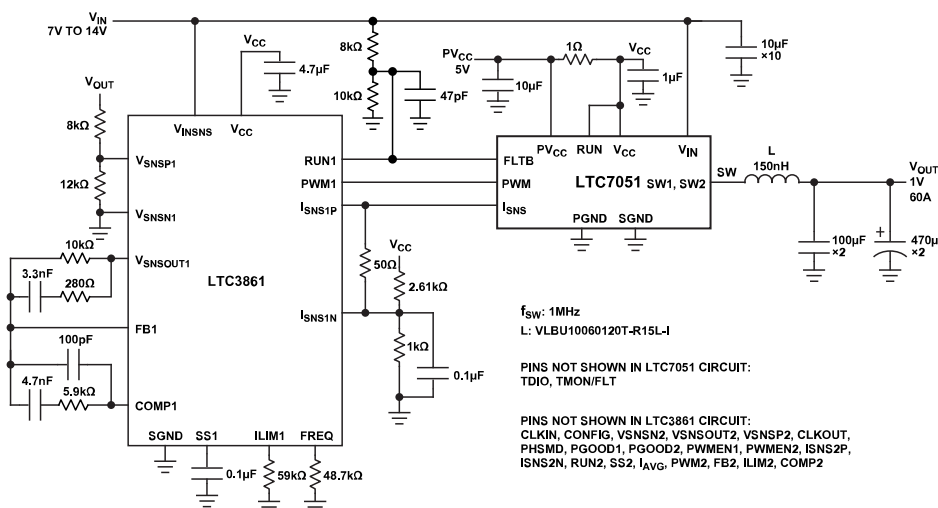 VIN
7V TO 14V
VCC
4.7µF
8kΩ
10kΩ
47pF
PVCC
5V
1Ω
VCC
10µF
1µF
10µF
×10
VOUT
8kΩ
12kΩ
VINSNS
VCC
VSNSP1
VSNSN1
RUN1
PWM1
ISNS1P
FLTB
PWM
ISNS
PVCC
RUN
VCC
VIN
LTC7051
SW1, SW2
PGND
SGND
SW
L
150nH
VOUT
1V
60A
100µF
×2
+
470µ
×2
10kΩ
3.3nF
280Ω
VSNSOUT1
LTC3861
FB1
100pF
4.7nF
5.9kΩ
COMP1
50Ω
VCC
2.61kΩ
ISNS1N
1kΩ
0.1µF
SGND
SS1
ILIM1
FREQ
0.1µF
59kΩ
48.7kΩ
fSW: 1MHz
L: VLBU10060120T-R15L-I
PINS NOT SHOWN IN LTC7051 CIRCUIT:
TDIO, TMON/FLT
PINS NOT SHOWN IN LTC3861 CIRCUIT:
CLKIN, CONFIG, VSNSN2, VSNSOUT2, VSNSP2, CLKOUT,
PHSMD, PGOOD1, PGOOD2, PWMEN1, PWMEN2, ISNS2P,
ISNS2N, RUN2, SS2, IAVG, PWM2, FB2, ILIM2, COMP2